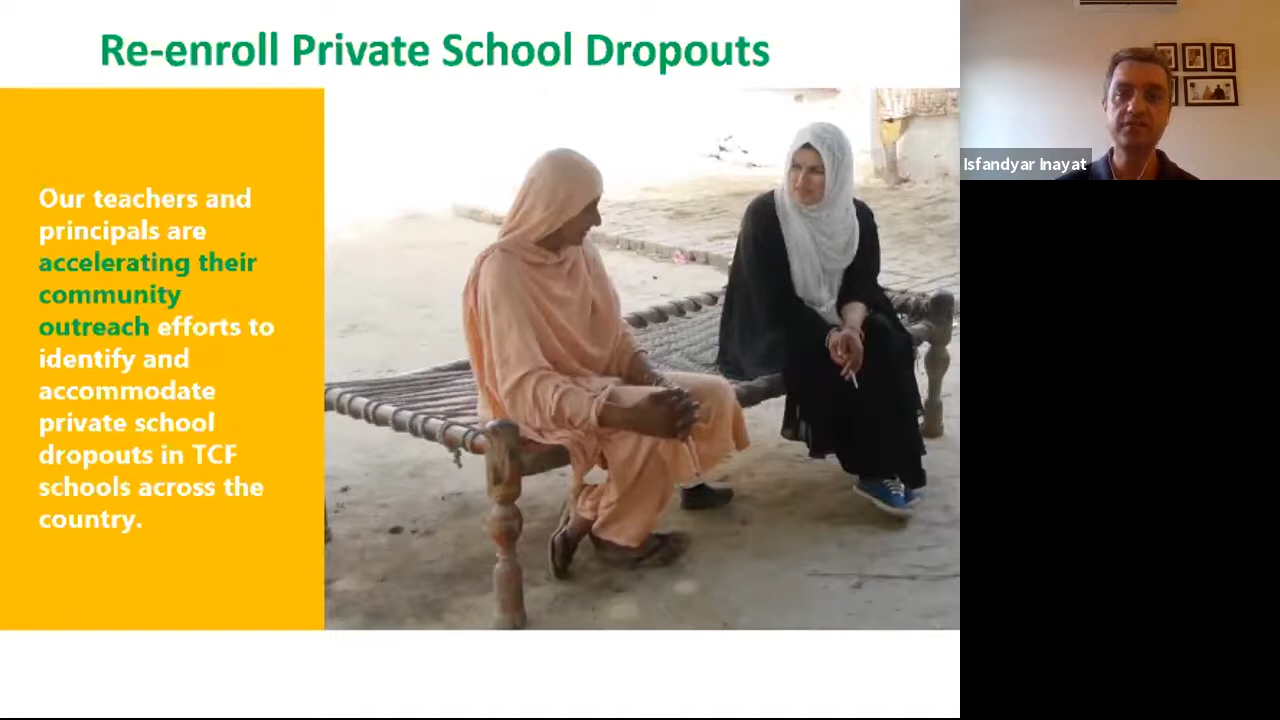 Re-enroll Private School Dropouts
Our teachers and
principals are
accelerating their
community
outreach efforts to
identify and
accommodate
private school
dropouts in TCF
schools across the
country.
Isfandyar Inayat